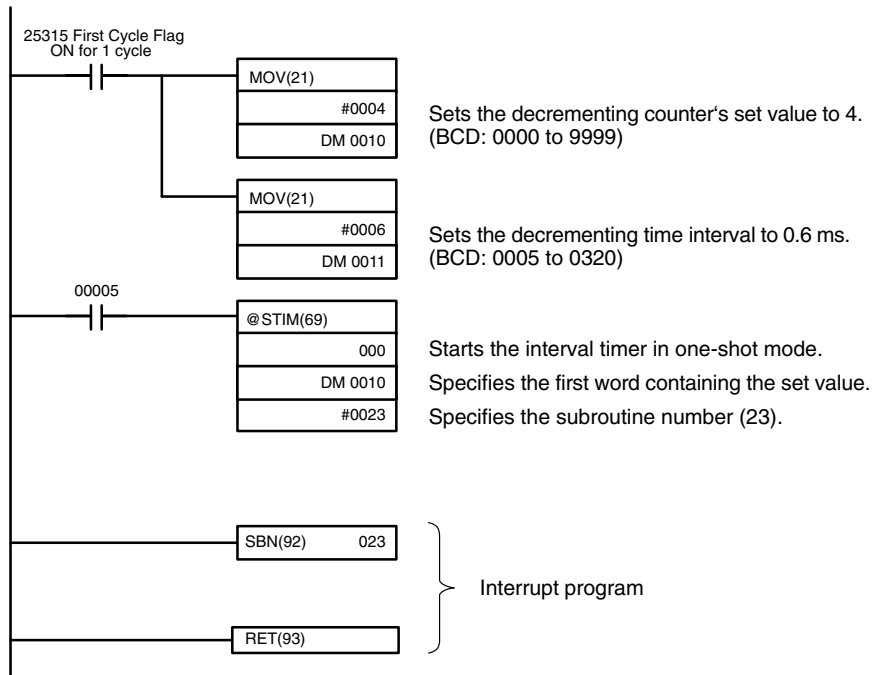 25315 First Cycle Flag
ON for 1 cycle
MOV(21)
#0004
DM 0010
Sets the decrementing counter‘s set value to 4.
(BCD: 0000 to 9999)
MOV(21)
#0006
DM 0011
Sets the decrementing time interval to 0.6 ms.
(BCD: 0005 to 0320)
00005
@STIM(69)
000
Starts the interval timer in one-shot mode.
DM 0010
Specifies the first word containing the set value.
#0023
Specifies the subroutine number (23).
SBN(92) 023
Interrupt program
RET(93)